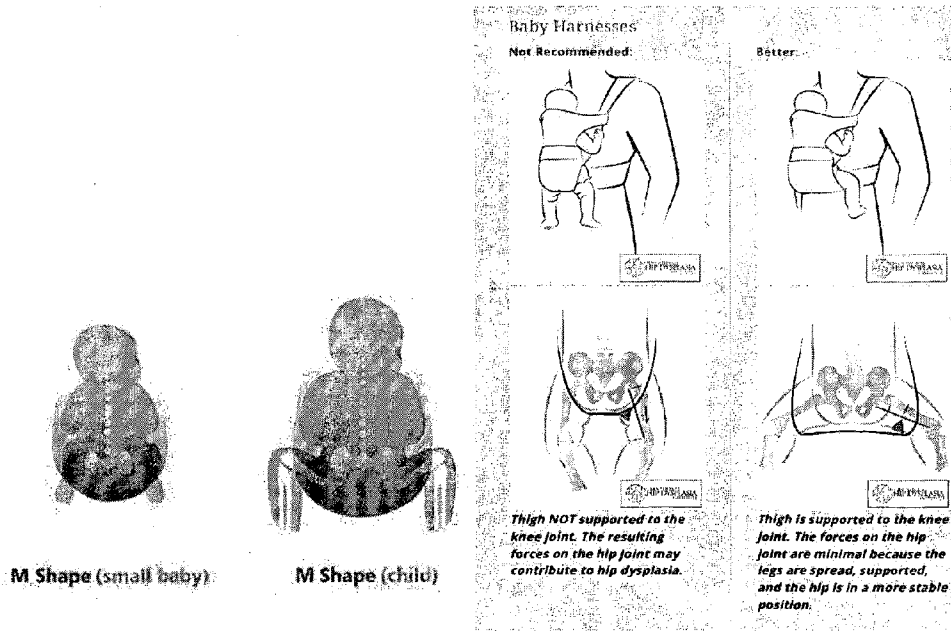 Baby Harnesses
Not Recommended:
Better:
Thigh NOT supported to the
knee joint. The resulting
forces on the hip joint may
contribute to hip dysplasia.
Thigh is supported to the knee
joint. The forces on the hip
joint are minimal because the
legs are spread, supported,
and the hip is in a more stable
position.
M Shape (small baby)
M Shape (child)